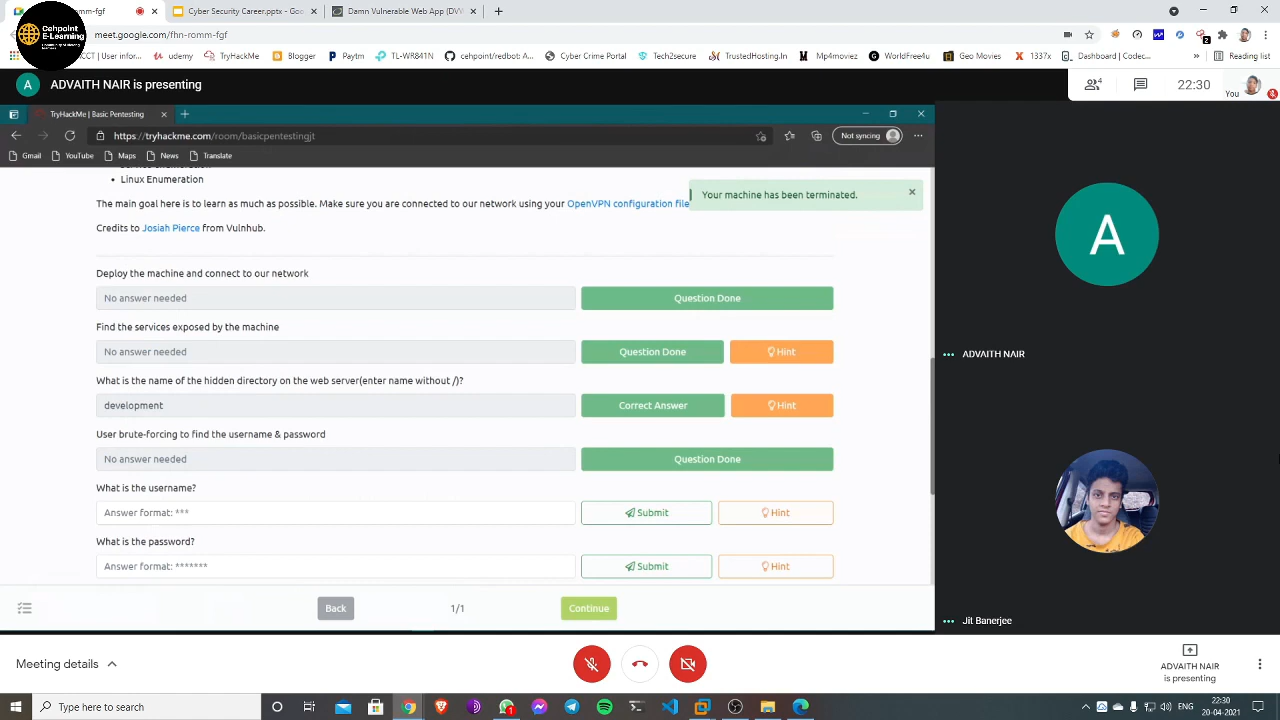 Cehpoint
E-Learning
mm-fgf
Cyber Security Career.pptx - Goo
Damn Vulnerable Web App (DVW
meet.google.com/fhn-romm-fgf
CCT | User infor...
udemy
TryHackMe
Blogger
Paytm
TL-WR841N
cehpoint/redbot: A...
Cyber Crime Portal
Tech2secure
TrustedInstallatio...
Mp4moviez
WorldFree4u
Geo Movies
1337x
Dashboard | Codec...
Reading list
A
ADVAITH NAIR is presenting
4
22:30
You
TryHackMe | Basic Pentesting
https://tryhackme.com/room/basicpentestingjt
Not syncing
Gmail
YouTube
Maps
News
Translate
Linux Enumeration
Your machine has been terminated.
The main goal here is to learn as much as possible. Make sure you are connected to our network using your OpenVPN configuration file
Credits to Josiah Pierce from Vulnhub.
Deploy the machine and connect to our network
No answer needed
Question Done
Find the services exposed by the machine
No answer needed
Question Done
Hint
What is the name of the hidden directory on the web server(enter name without /)?
development
Correct Answer
Hint
User brute-forcing to find the username & password
No answer needed
Question Done
What is the username?
Answer format: ***
Submit
Hint
What is the password?
Answer format: *******
Submit
Hint
Back
1/1
Continue
A
ADVAITH NAIR
Jit Banerjee
Meeting details
ADVAITH NAIR
is presenting
Type here to search
ENG
22:30
20-04-2021